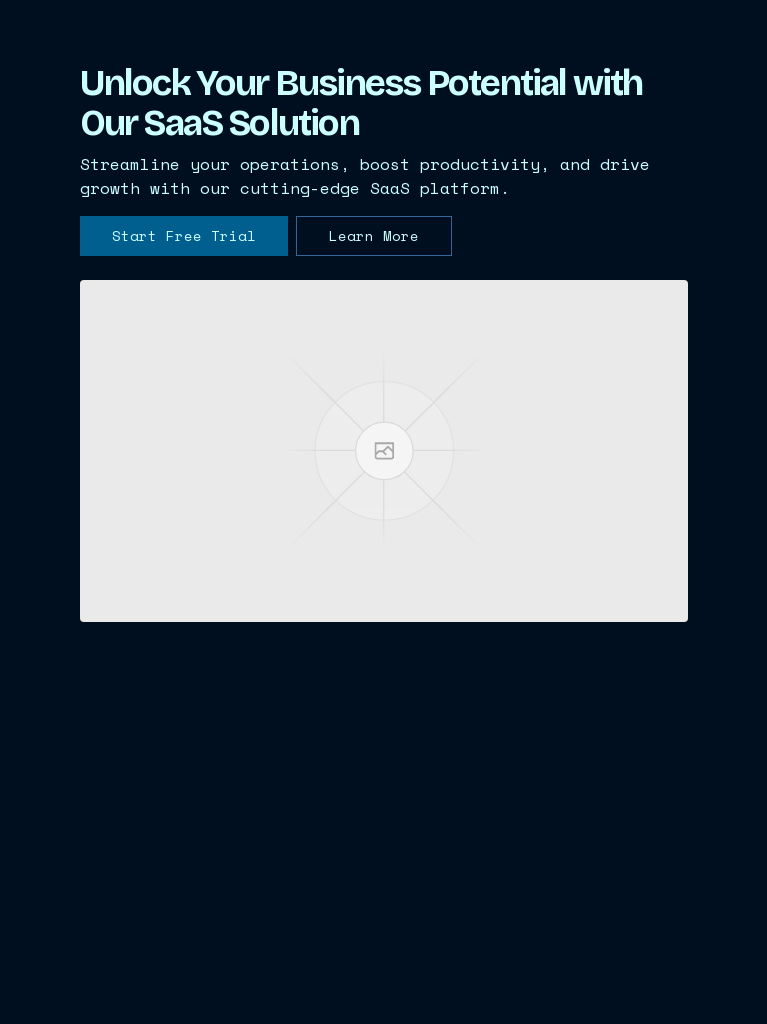 Unlock Your Business Potential with
Our SaaS Solution
Streamline your operations, boost productivity, and drive
growth with our cutting-edge SaaS platform.
Start Free Trial
Learn More